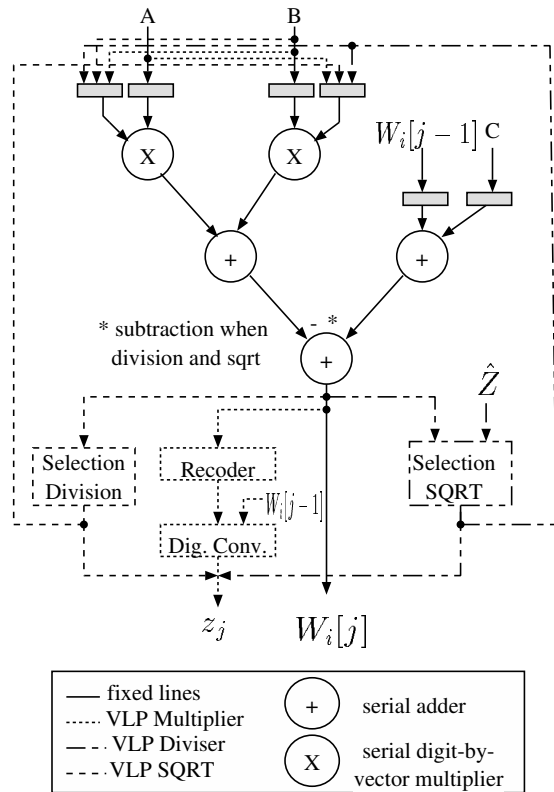 A B
X X
W_i[j − 1] C
+ +
* subtraction when
division and sqrt
- *
+
Ẑ
Selection
Division
Recoder
Selection
SQRT
W_i[j−1]
Dig. Conv.
z_j W_i[j]
fixed lines
VLP Multiplier
VLP Diviser
VLP SQRT
+ serial adder
X serial digit-by-
vector multiplier